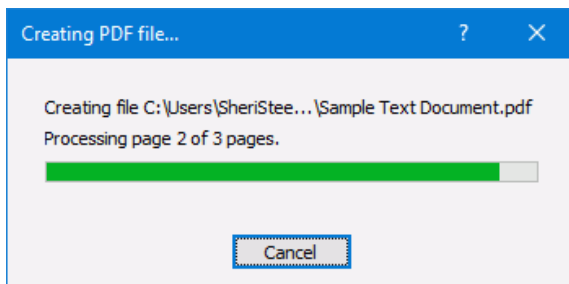 Creating PDF file...
?
Creating file C:\Users\SheriStee...\Sample Text Document.pdf
Processing page 2 of 3 pages.
Cancel